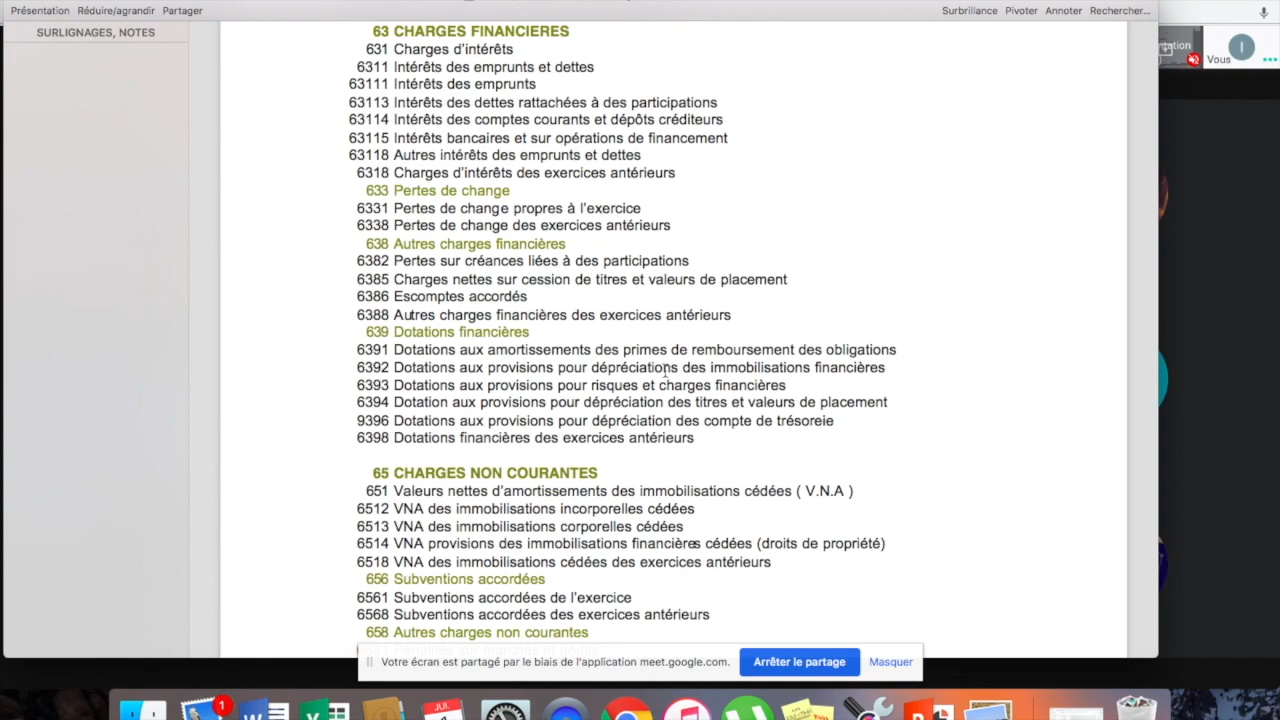 Présentation Réduire/agrandir Partager
Surbrillance Pivoter Annoter Rechercher...
SURLIGNAGES, NOTES
Vous
I
63 CHARGES FINANCIERES
631 Charges d'intérêts
6311 Intérêts des emprunts et dettes
63111 Intérêts des emprunts
63113 Intérêts des dettes rattachées à des participations
63114 Intérêts des comptes courants et dépôts créditeurs
63115 Intérêts bancaires et sur opérations de financement
63118 Autres intérêts des emprunts et dettes
6318 Charges d'intérêts des exercices antérieurs
633 Pertes de change
6331 Pertes de change propres à l'exercice
6338 Pertes de change des exercices antérieurs
638 Autres charges financières
6382 Pertes sur créances liées à des participations
6385 Charges nettes sur cession de titres et valeurs de placement
6386 Escomptes accordés
6388 Autres charges financières des exercices antérieurs
639 Dotations financières
6391 Dotations aux amortissements des primes de remboursement des obligations
6392 Dotations aux provisions pour dépréciations des immobilisations financières
6393 Dotations aux provisions pour risques et charges financières
6394 Dotation aux provisions pour dépréciation des titres et valeurs de placement
9396 Dotations aux provisions pour dépréciation des compte de trésoreie
6398 Dotations financières des exercices antérieurs
65 CHARGES NON COURANTES
651 Valeurs nettes d'amortissements des immobilisations cédées ( V.N.A )
6512 VNA des immobilisations incorporelles cédées
6513 VNA des immobilisations corporelles cédées
6514 VNA provisions des immobilisations financières cédées (droits de propriété)
6518 VNA des immobilisations cédées des exercices antérieurs
656 Subventions accordées
6561 Subventions accordées de l'exercice
6568 Subventions accordées des exercices antérieurs
658 Autres charges non courantes
Votre écran est partagé par le biais de l'application meet.google.com. Arrêter le partage Masquer
1
JUL